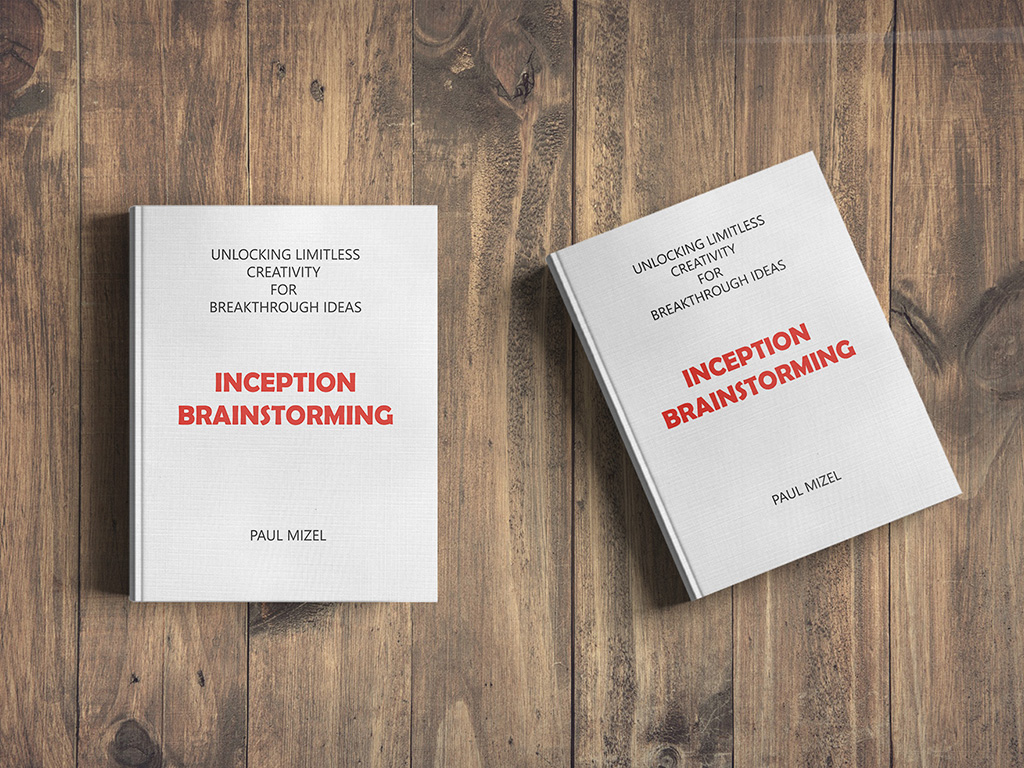 UNLOCKING LIMITLESS
CREATIVITY
FOR
BREAKTHROUGH IDEAS
INCEPTION
BRAINSTORMING
PAUL MIZEL
UNLOCKING LIMITLESS
CREATIVITY
FOR
BREAKTHROUGH IDEAS
INCEPTION
BRAINSTORMING
PAUL MIZEL